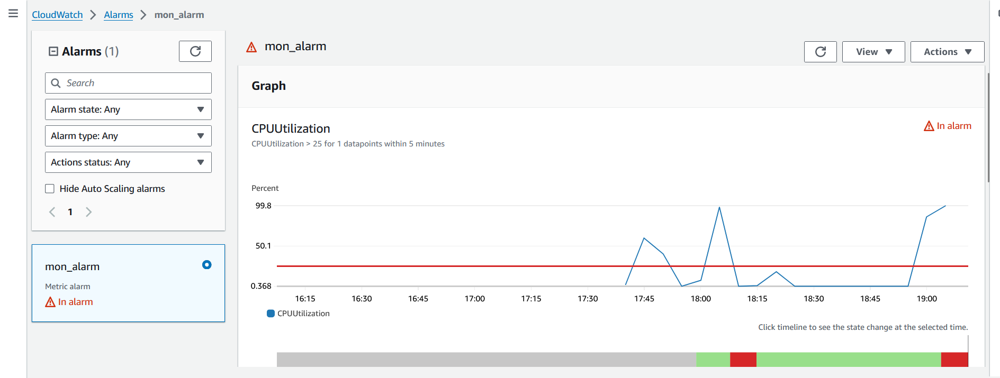 CloudWatch > Alarms > mon_alarm
Alarms (1)
Search
Alarm state: Any
Alarm type: Any
Actions status: Any
Hide Auto Scaling alarms
1
mon_alarm
Metric alarm
In alarm
mon_alarm
View
Actions
Graph
CPUUtilization
In alarm
CPUUtilization > 25 for 1 datapoints within 5 minutes
Percent
99.8
50.1
0.368
16:15 16:30 16:45 17:00 17:15 17:30 17:45 18:00 18:15 18:30 18:45 19:00
CPUUtilization
Click timeline to see the state change at the selected time.